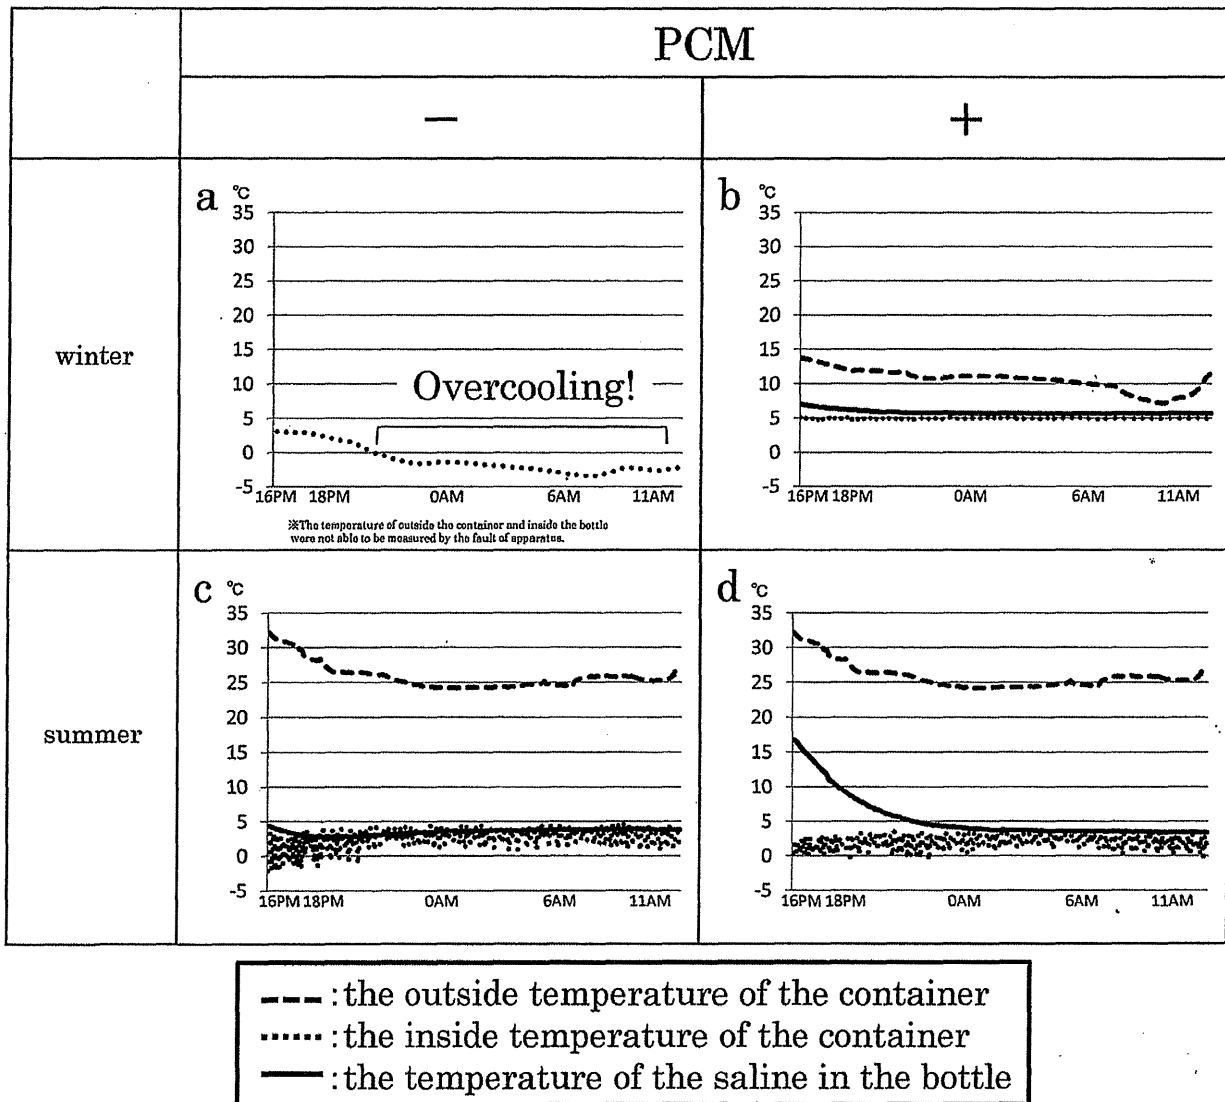 PCM
− +
winter
a
℃
35
30
25
20
15
10
5
0
-5
Overcooling!
16PM 18PM 0AM 6AM 11AM
※The temperature of outside the container and inside the bottle
were not able to be measured by the fault of apparatus.
b
℃
35
30
25
20
15
10
5
0
-5
16PM 18PM 0AM 6AM 11AM
summer
c
℃
35
30
25
20
15
10
5
0
-5
16PM 18PM 0AM 6AM 11AM
d
℃
35
30
25
20
15
10
5
0
-5
16PM 18PM 0AM 6AM 11AM
: the outside temperature of the container
: the inside temperature of the container
: the temperature of the saline in the bottle